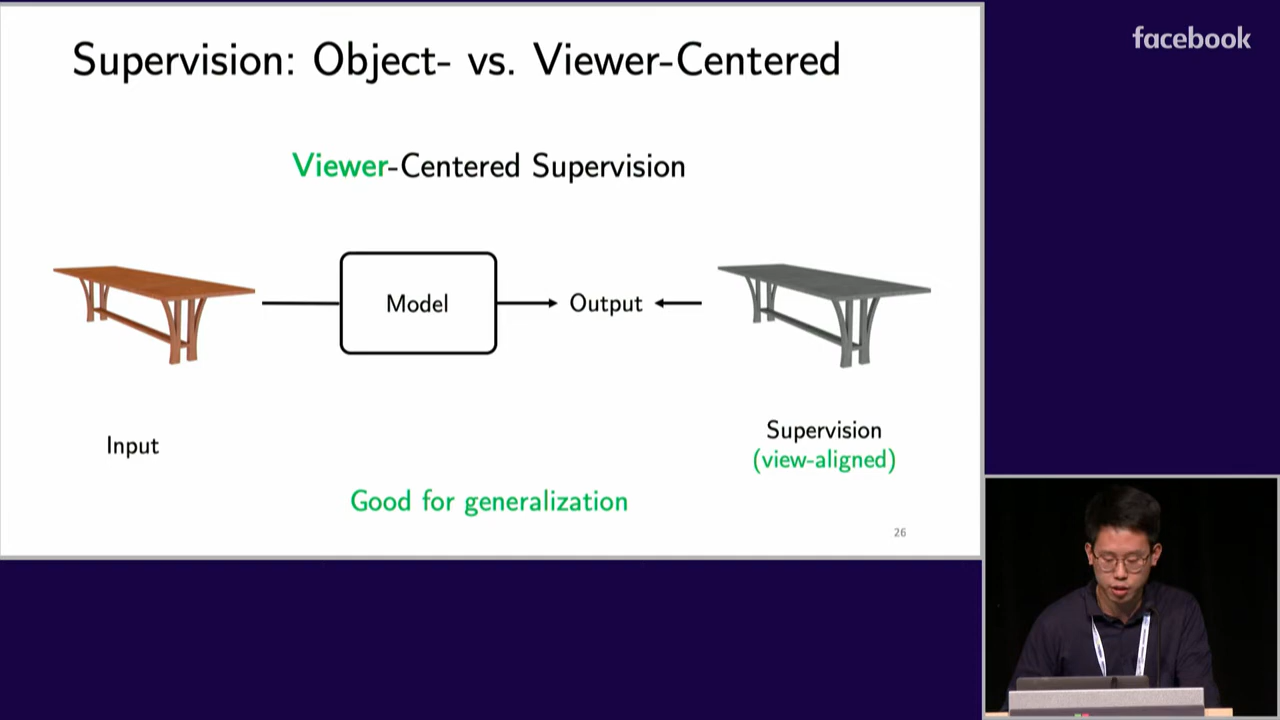 Supervision: Object- vs. Viewer-Centered
facebook
Viewer-Centered Supervision
Model
Output
Input
Supervision
(view-aligned)
Good for generalization
26